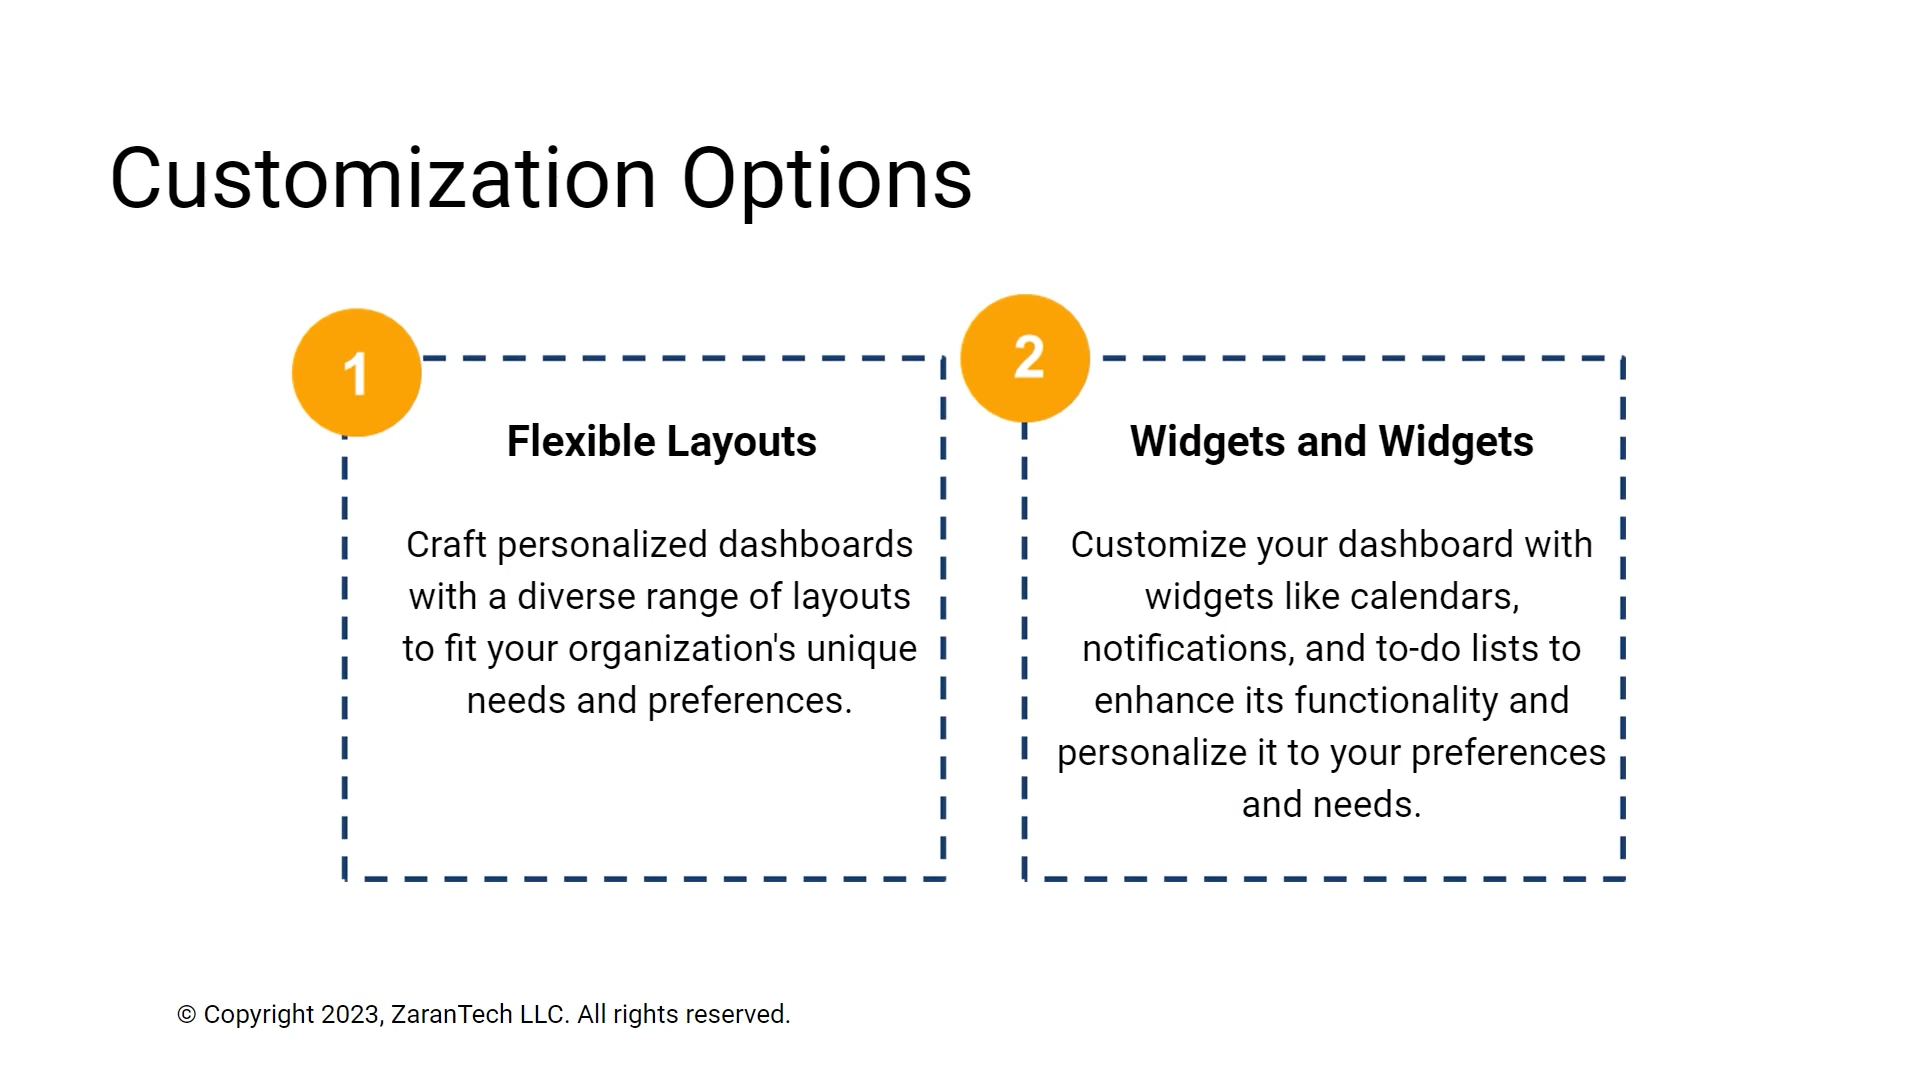 Customization Options
1
Flexible Layouts
Craft personalized dashboards
with a diverse range of layouts
to fit your organization's unique
needs and preferences.
2
Widgets and Widgets
Customize your dashboard with
widgets like calendars,
notifications, and to-do lists to
enhance its functionality and
personalize it to your preferences
and needs.
© Copyright 2023, ZaranTech LLC. All rights reserved.